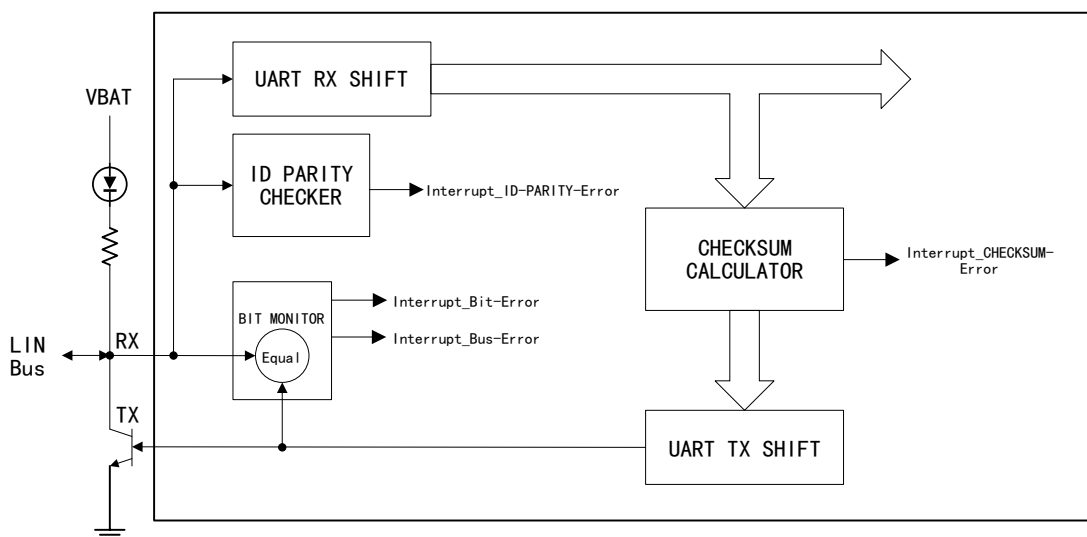 UART RX SHIFT
VBAT
ID PARITY
CHECKER
Interrupt_ID-PARITY-Error
CHECKSUM
CALCULATOR
Interrupt_CHECKSUM-
Error
Interrupt_Bit-Error
BIT MONITOR
Interrupt_Bus-Error
LIN
Bus
RX
Equal
TX
UART TX SHIFT